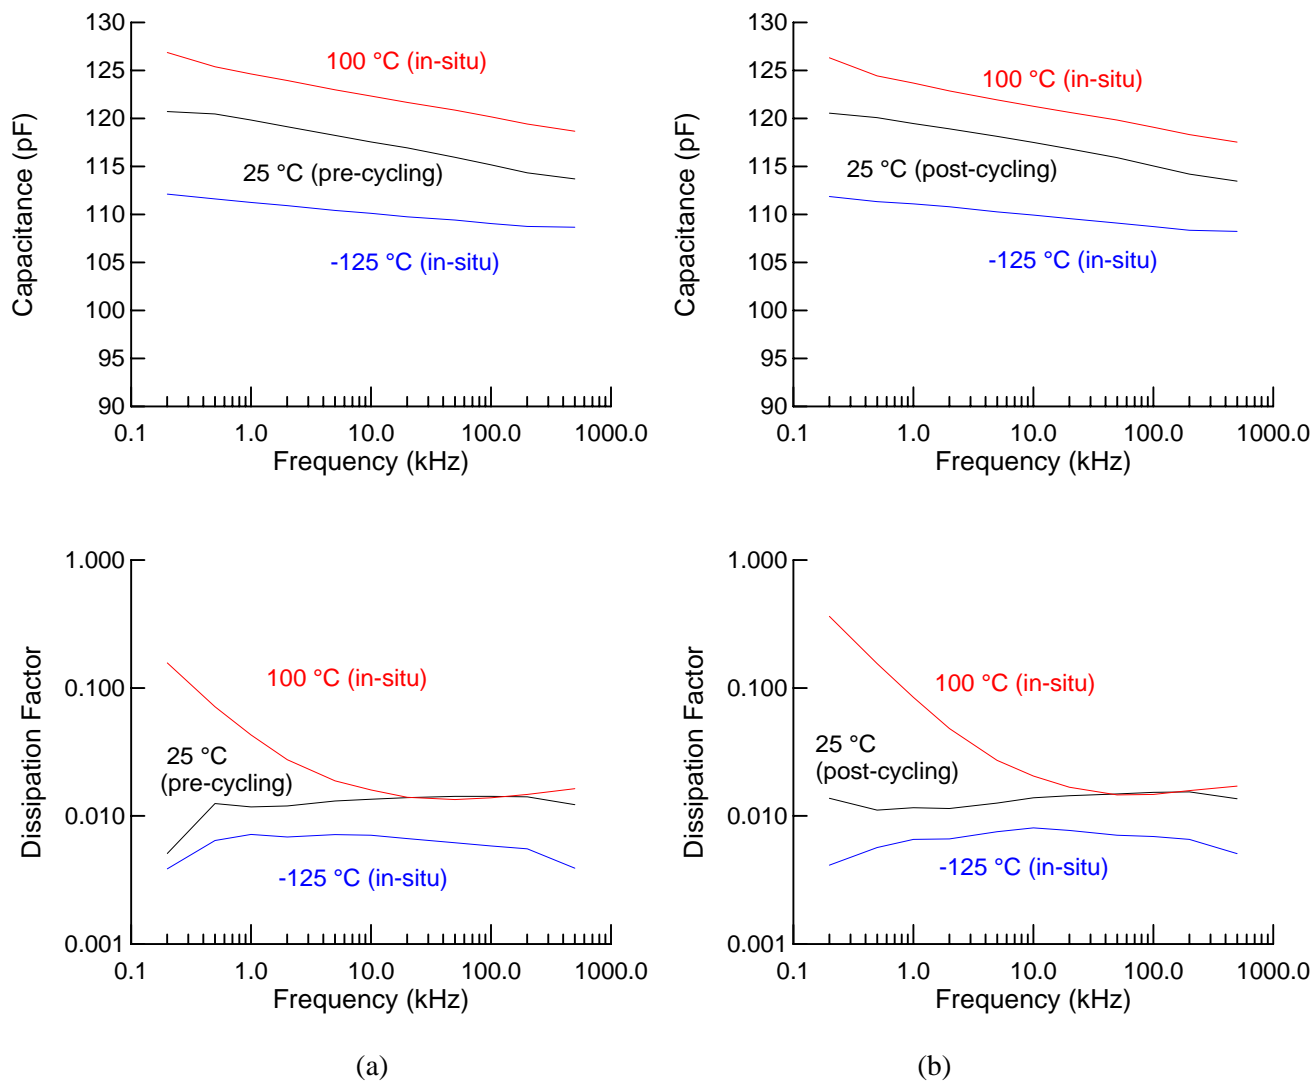 130
125
120
115
110
105
100
95
90
Capacitance (pF)
100 °C (in-situ)
25 °C (pre-cycling)
-125 °C (in-situ)
0.1 1.0 10.0 100.0 1000.0
Frequency (kHz)
130
125
120
115
110
105
100
95
90
Capacitance (pF)
100 °C (in-situ)
25 °C (post-cycling)
-125 °C (in-situ)
0.1 1.0 10.0 100.0 1000.0
Frequency (kHz)
1.000
0.100
0.010
0.001
Dissipation Factor
100 °C (in-situ)
25 °C
(pre-cycling)
-125 °C (in-situ)
0.1 1.0 10.0 100.0 1000.0
Frequency (kHz)
1.000
0.100
0.010
0.001
Dissipation Factor
100 °C (in-situ)
25 °C
(post-cycling)
-125 °C (in-situ)
0.1 1.0 10.0 100.0 1000.0
Frequency (kHz)
(a)
(b)